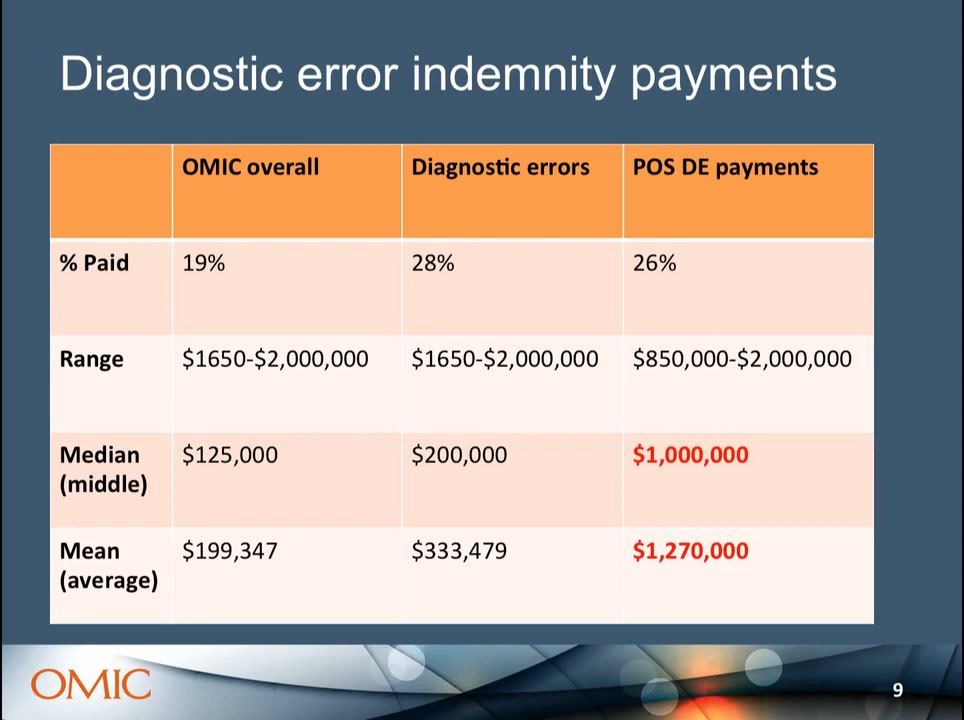 Diagnostic error indemnity payments
OMIC overall Diagnostic errors POS DE payments
% Paid 19% 28% 26%
Range $1650-$2,000,000 $1650-$2,000,000 $850,000-$2,000,000
Median $125,000 $200,000 $1,000,000
(middle)
Mean $199,347 $333,479 $1,270,000
(average)
OMIC
9